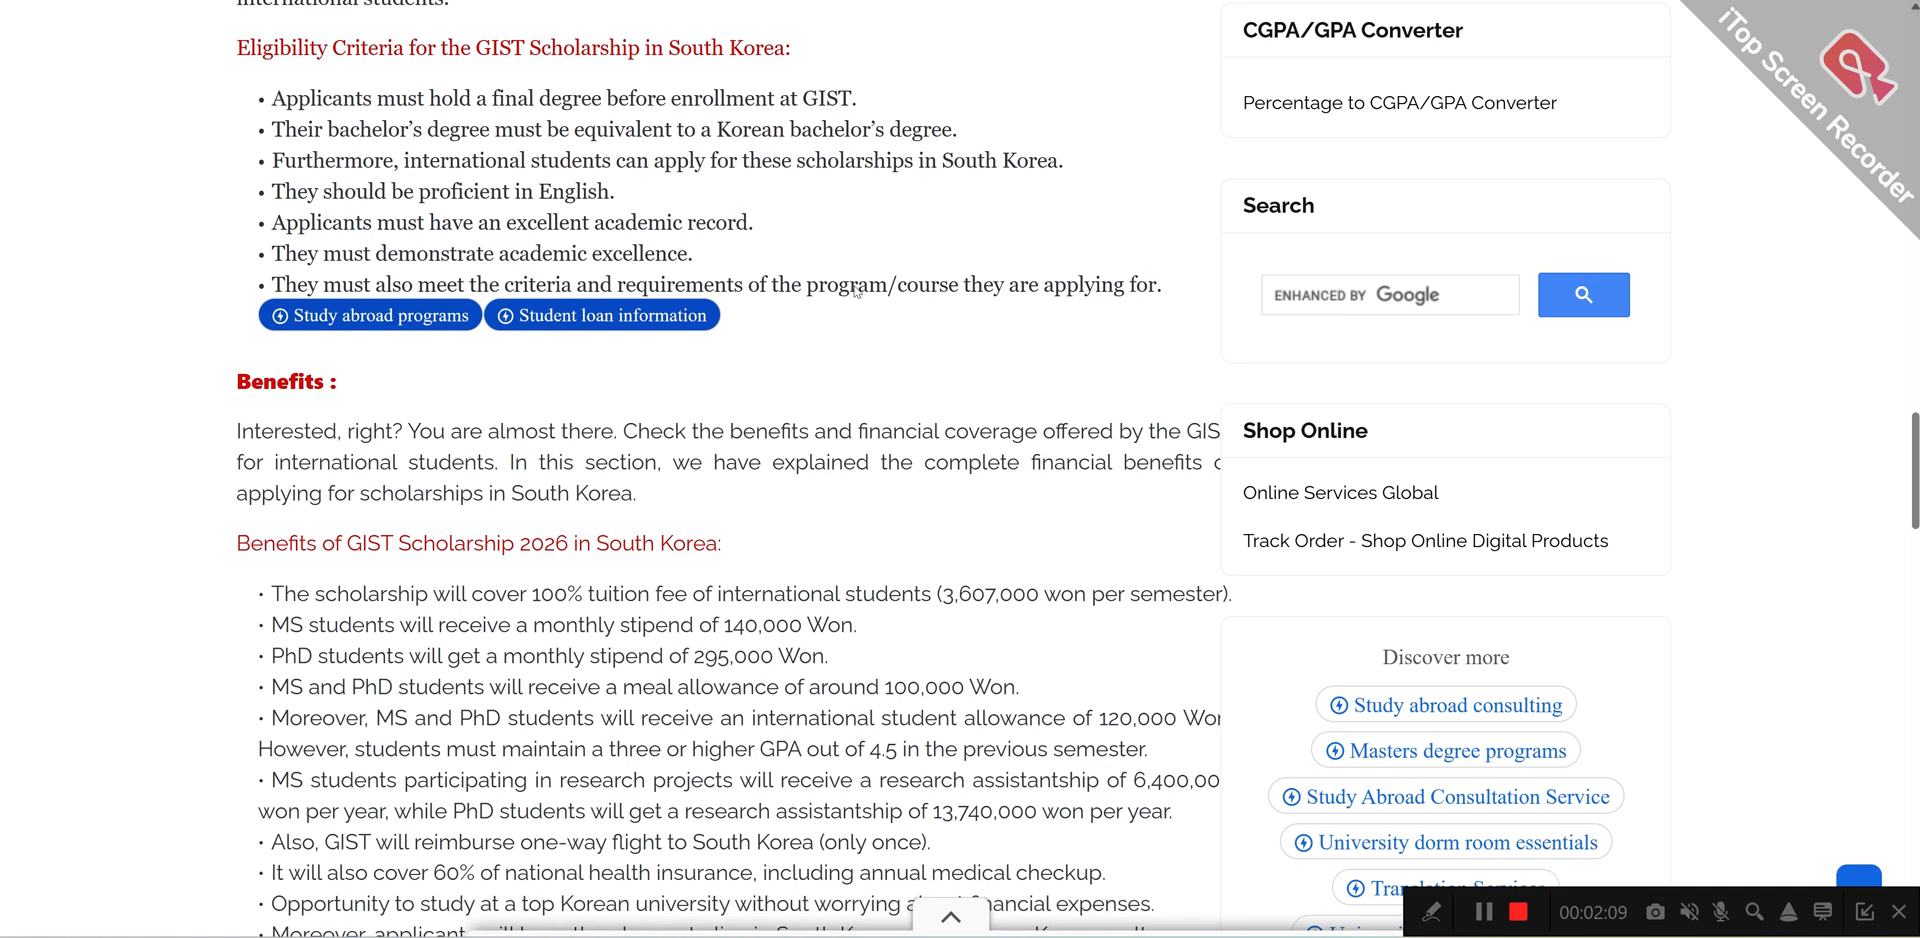 Eligibility Criteria for the GIST Scholarship in South Korea:
• Applicants must hold a final degree before enrollment at GIST.
• Their bachelor’s degree must be equivalent to a Korean bachelor’s degree.
• Furthermore, international students can apply for these scholarships in South Korea.
• They should be proficient in English.
• Applicants must have an excellent academic record.
• They must demonstrate academic excellence.
• They must also meet the criteria and requirements of the program/course they are applying for.
Study abroad programs
Student loan information
Benefits :
Interested, right? You are almost there. Check the benefits and financial coverage offered by the GIS
for international students. In this section, we have explained the complete financial benefits
applying for scholarships in South Korea.
Benefits of GIST Scholarship 2026 in South Korea:
• The scholarship will cover 100% tuition fee of international students (3,607,000 won per semester).
• MS students will receive a monthly stipend of 140,000 Won.
• PhD students will get a monthly stipend of 295,000 Won.
• MS and PhD students will receive a meal allowance of around 100,000 Won.
• Moreover, MS and PhD students will receive an international student allowance of 120,000 Won
However, students must maintain a three or higher GPA out of 4.5 in the previous semester.
• MS students participating in research projects will receive a research assistantship of 6,400,00
won per year, while PhD students will get a research assistantship of 13,740,000 won per year.
• Also, GIST will reimburse one-way flight to South Korea (only once).
• It will also cover 60% of national health insurance, including annual medical checkup.
• Opportunity to study at a top Korean university without worrying expenses.
CGPA/GPA Converter
Percentage to CGPA/GPA Converter
Search
ENHANCED BY Google
Shop Online
Online Services Global
Track Order - Shop Online Digital Products
Discover more
Study abroad consulting
Masters degree programs
Study Abroad Consultation Service
University dorm room essentials
Translation Services
iTop Screen Recorder
00:02:09